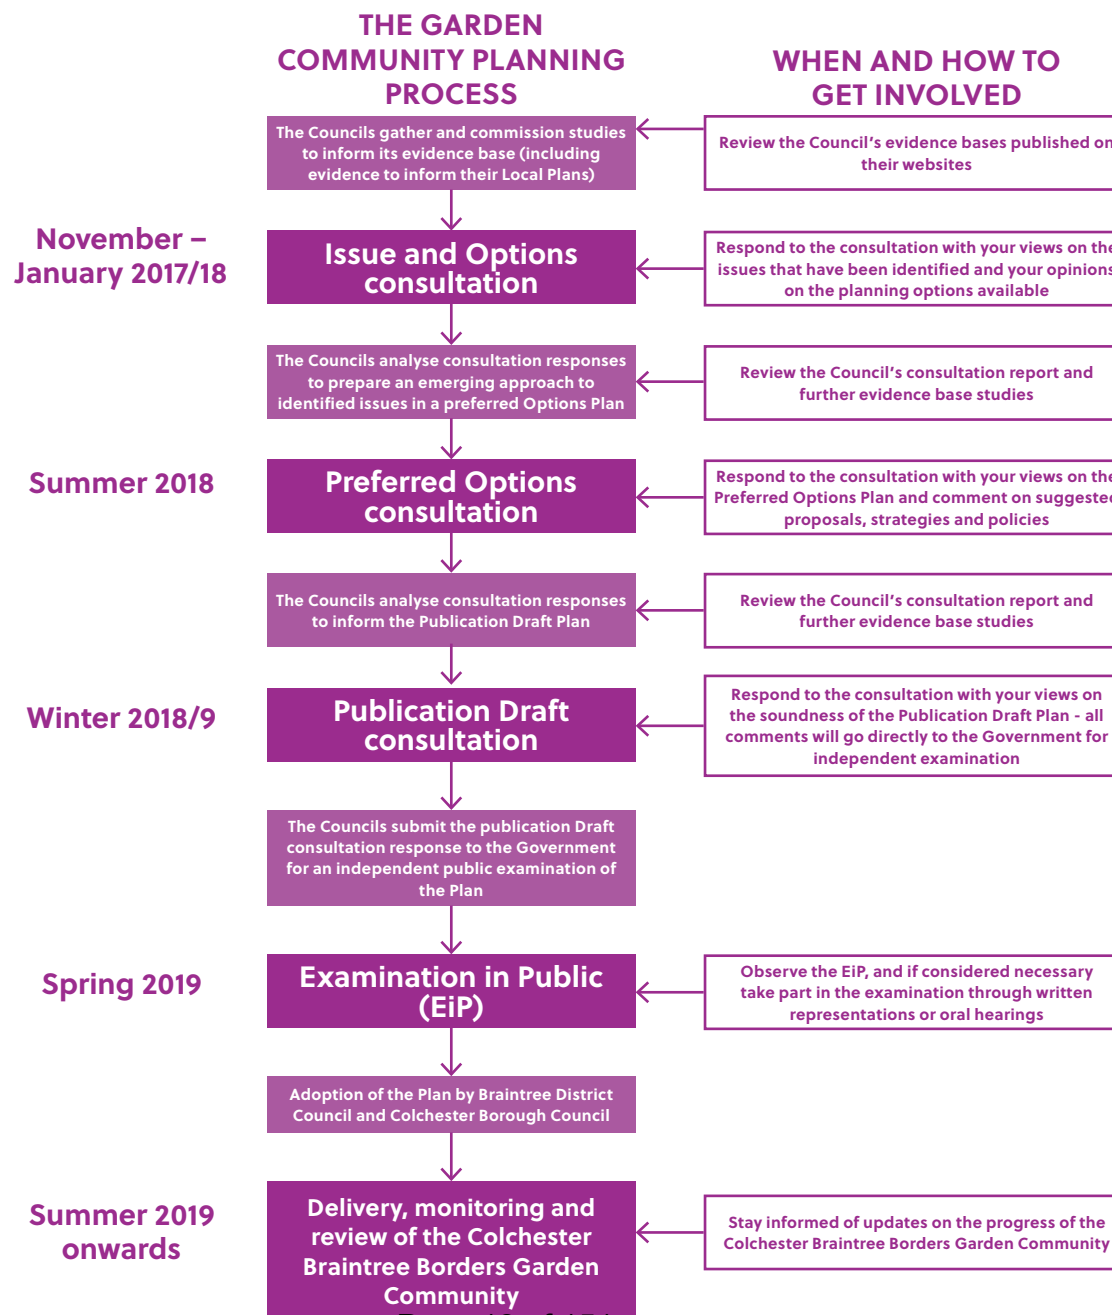 THE GARDEN
COMMUNITY PLANNING
PROCESS
WHEN AND HOW TO
GET INVOLVED
The Councils gather and commission studies
to inform its evidence base (including
evidence to inform their Local Plans)
Review the Council's evidence bases published on
their websites
November –
January 2017/18
Issue and Options
consultation
Respond to the consultation with your views on the
issues that have been identified and your opinions
on the planning options available
The Councils analyse consultation responses
to prepare an emerging approach to
identified issues in a preferred Options Plan
Review the Council's consultation report and
further evidence base studies
Summer 2018
Preferred Options
consultation
Respond to the consultation with your views on the
Preferred Options Plan and comment on suggested
proposals, strategies and policies
The Councils analyse consultation responses
to inform the Publication Draft Plan
Review the Council's consultation report and
further evidence base studies
Winter 2018/9
Publication Draft
consultation
Respond to the consultation with your views on
the soundness of the Publication Draft Plan - all
comments will go directly to the Government for
independent examination
The Councils submit the publication Draft
consultation response to the Government
for an independent public examination of
the Plan
Spring 2019
Examination in Public
(EiP)
Observe the EiP, and if considered necessary
take part in the examination through written
representations or oral hearings
Adoption of the Plan by Braintree District
Council and Colchester Borough Council
Summer 2019
onwards
Delivery, monitoring and
review of the Colchester
Braintree Borders Garden
Community
Stay informed of updates on the progress of the
Colchester Braintree Borders Garden Community